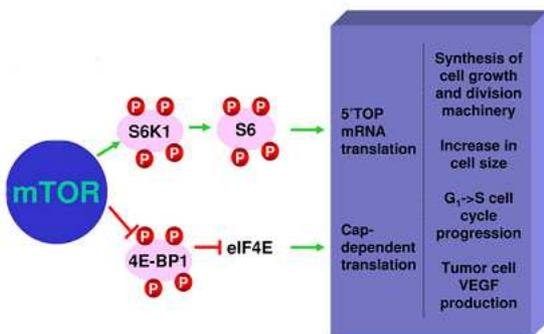 mTOR
P P
S6K1
P P
P P
S6
P P
P P
4E-BP1
P P
eIF4E
5'TOP
mRNA
translation
Cap-
dependent
translation
Synthesis of
cell growth
and division
machinery
Increase in
cell size
G₁->S cell
cycle
progression
Tumor cell
VEGF
production